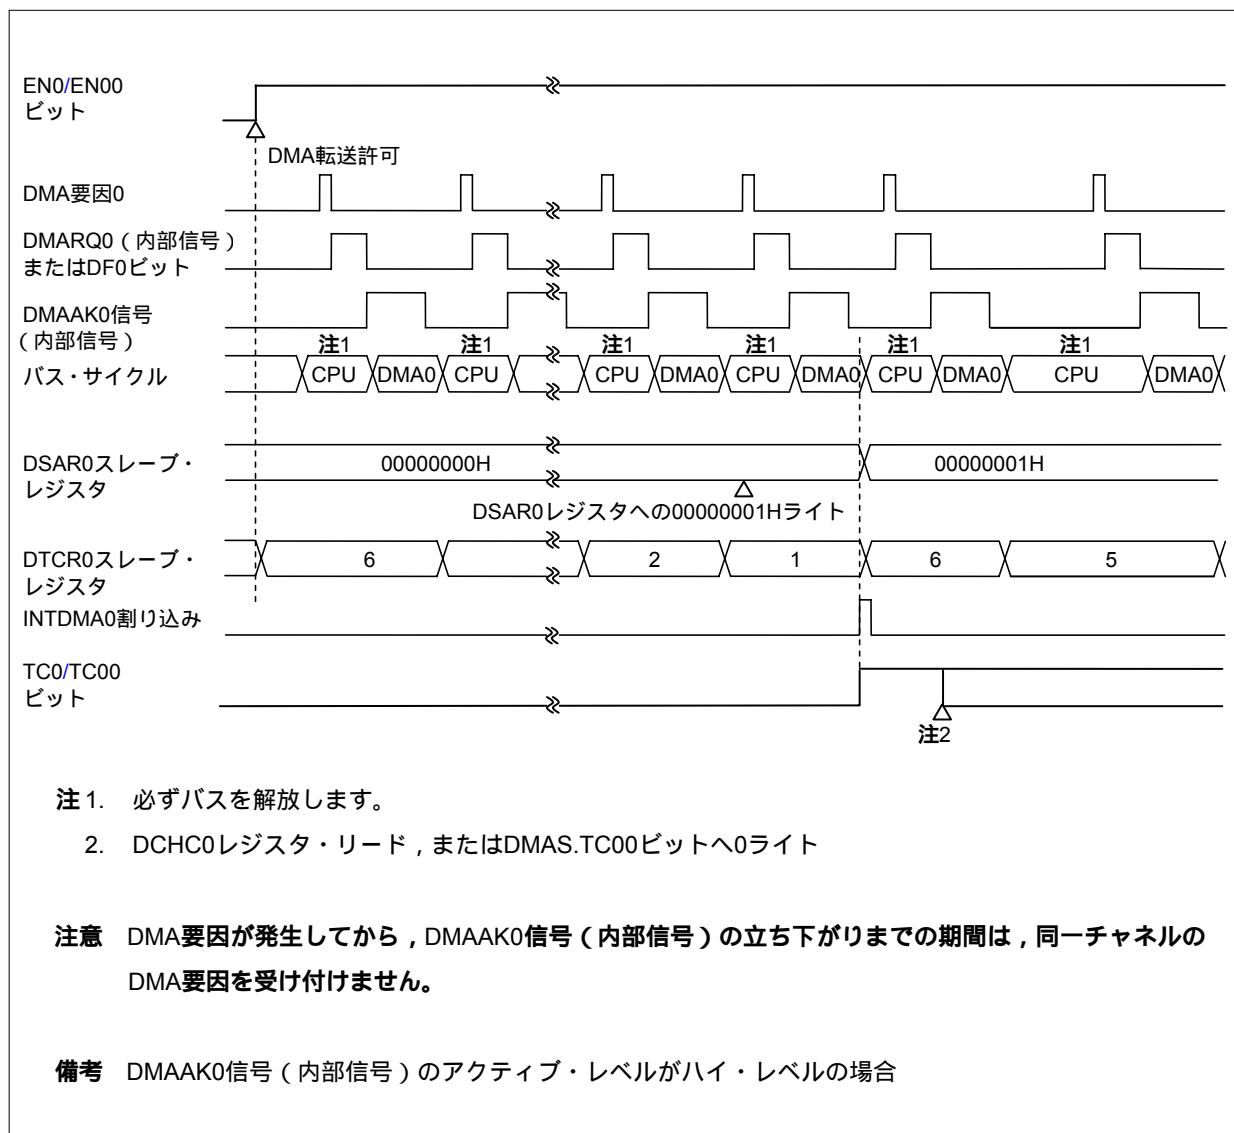 EN0/EN00
ビット
DMA転送許可
DMA要因0
DMARQ0（内部信号）
またはDF0ビット
DMAAK0信号
（内部信号）
注1 注1 注1 注1 注1 注1
バス・サイクル CPU DMA0 CPU CPU DMA0 CPU DMA0 CPU DMA0 CPU DMA0
DSAR0スレーブ・
レジスタ
00000000H 00000001H
DSAR0レジスタへの00000001Hライト
DTCR0スレーブ・
レジスタ
6 2 1 6 5
INTDMA0割り込み
TC0/TC00
ビット
注2
注1. 必ずバスを解放します。
2. DCHC0レジスタ・リード，またはDMAS.TC00ビットへ0ライト
注意 DMA要因が発生してから，DMAAK0信号（内部信号）の立ち下がりまでの期間は，同一チャネルの
DMA要因を受け付けません。
備考 DMAAK0信号（内部信号）のアクティブ・レベルがハイ・レベルの場合